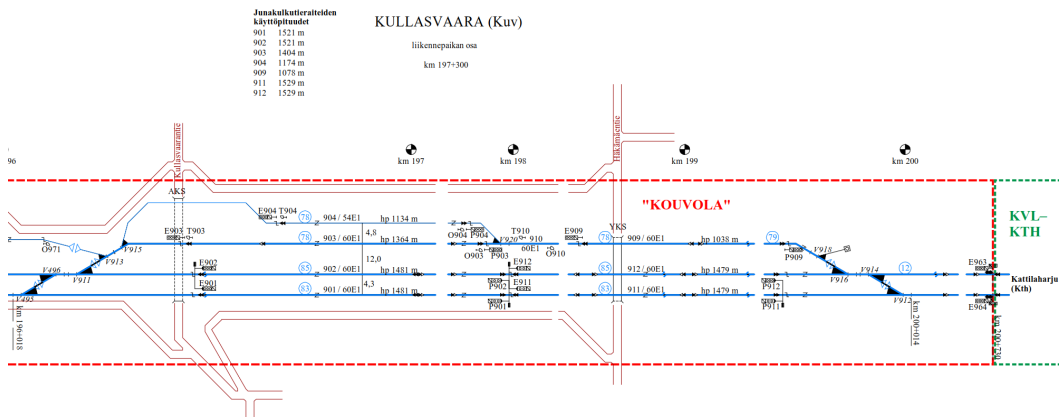 Junakulkutieraiteiden
käyttöpituudet
901 1521 m
902 1521 m
903 1404 m
904 1174 m
909 1078 m
911 1529 m
912 1529 m
KULLASVAARA (Kuv)
liikennepaikan osa
km 197+300
Kullasvaarantie
Häkämäentie
96
km 197
km 198
km 199
km 200
AKS
YKS
"KOUVOLA"
KVL–
KTH
E904 T904
78
904 / 54E1
hp 1134 m
4,8
O904 P904
V920
T910
910
60E1
O910
O971
V913
V915
E903 T903
78
903 / 60E1
hp 1364 m
O903 P903
E909
78
909 / 60E1
hp 1038 m
79
P909
V918
12,0
V496
V911
E902
85
902 / 60E1
hp 1481 m
E912
P902
85
912 / 60E1
hp 1479 m
P912
V916
V914
12
E963
Kattilaharju
(Kth)
4,3
V495
E901
83
901 / 60E1
hp 1481 m
E911
P901
83
911 / 60E1
hp 1479 m
P911
V912
E964
km 196+018
km 200+014
km 200+730